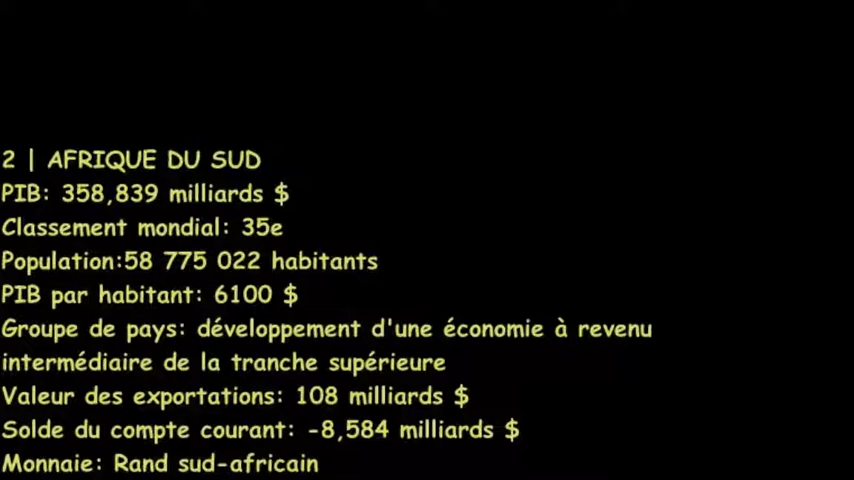 2 | AFRIQUE DU SUD
PIB: 358,839 milliards $
Classement mondial: 35e
Population:58 775 022 habitants
PIB par habitant: 6100 $
Groupe de pays: développement d'une économie à revenu
intermédiaire de la tranche supérieure
Valeur des exportations: 108 milliards $
Solde du compte courant: -8,584 milliards $
Monnaie: Rand sud-africain